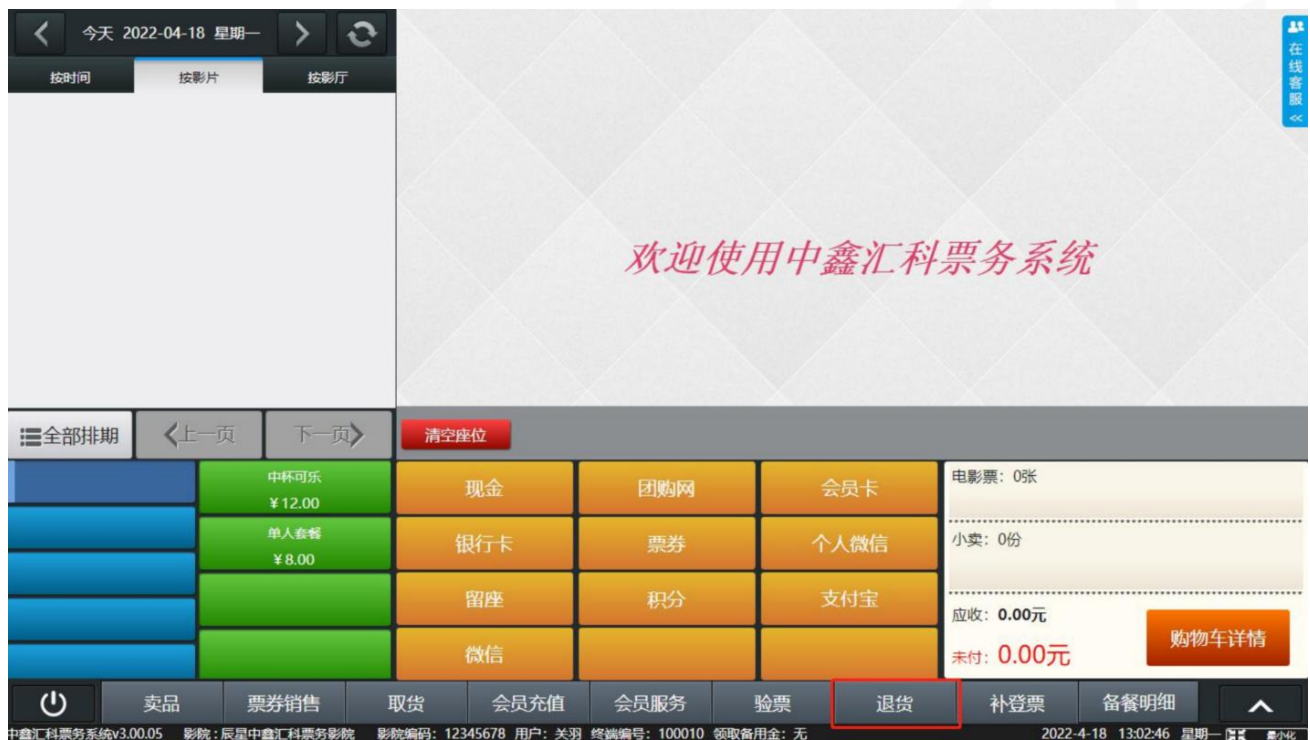 今天 2022-04-18 星期一
按时间 按影片 按影厅
在线客服
<<
欢迎使用中鑫汇科票务系统
全部排期 上一页 下一页 清空座位
中杯可乐
¥12.00
单人套餐
¥8.00
现金 团购网 会员卡
银行卡 票券 个人微信
留座 积分 支付宝
微信
电影票：0张
小卖：0份
应收：0.00元
未付：0.00元
购物车详情
卖品 票券销售 取货 会员充值 会员服务 验票 退货 补登票 备餐明细
中鑫汇科票务系统v3.00.05 影院：辰星中鑫汇科票务影院 影院编码：12345678 用户：关羽 终端编号：100010 领取备用金：无 2022-4-18 13:02:46 星期一 最小化